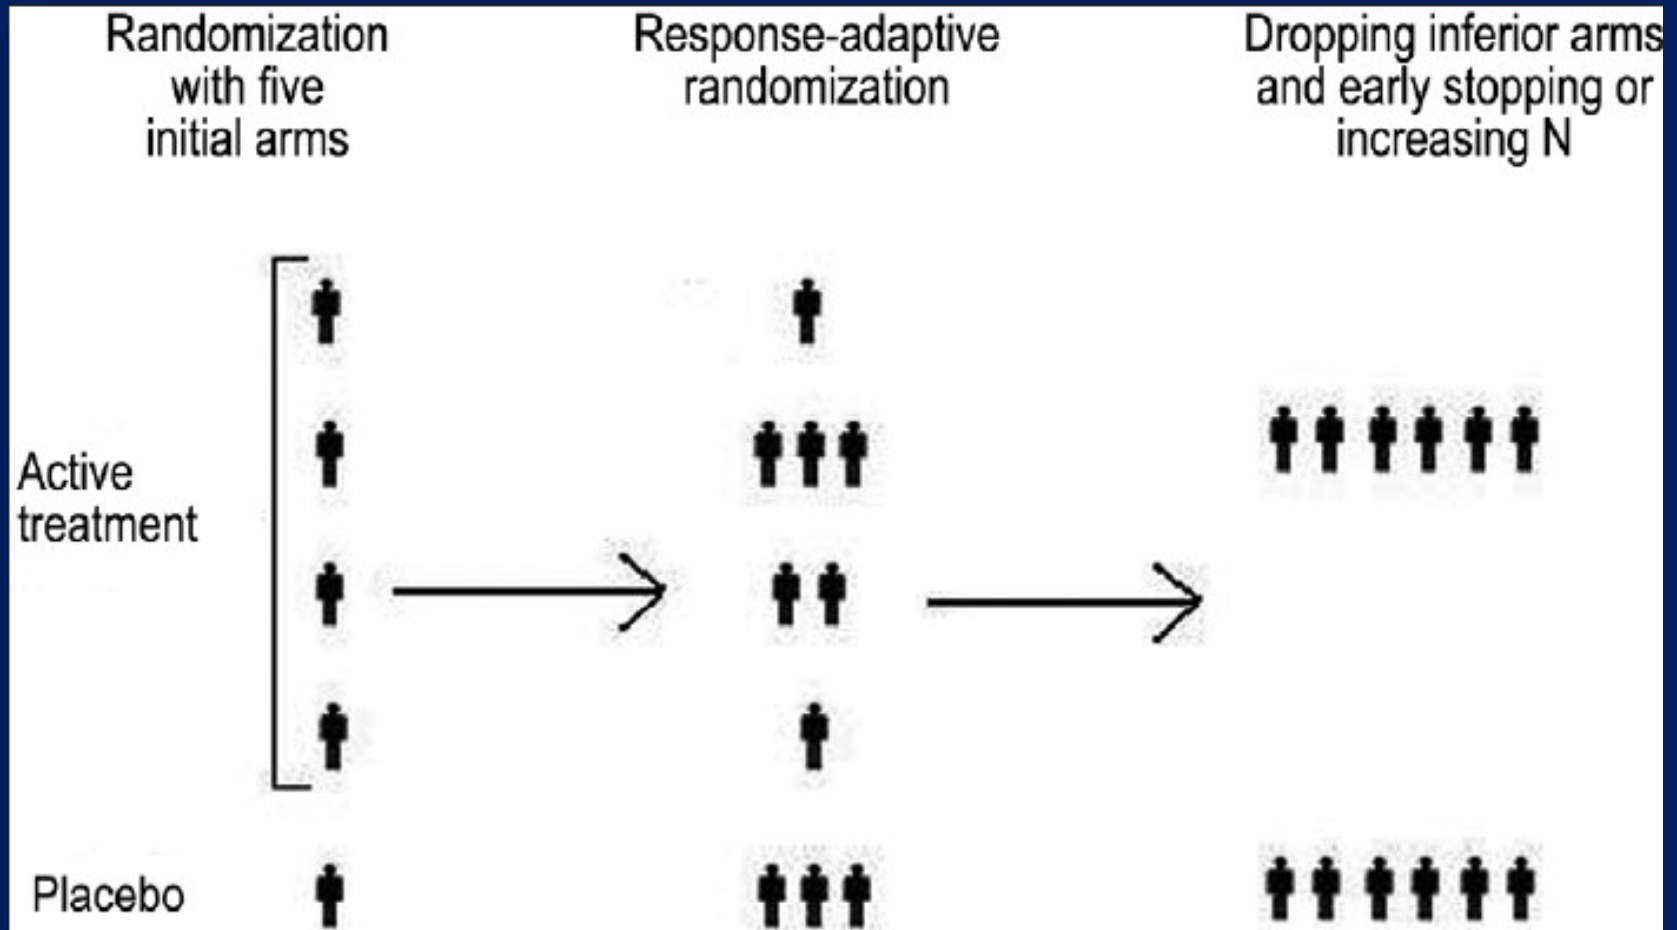 Randomization
with five
initial arms
Response-adaptive
randomization
Dropping inferior arms
and early stopping or
increasing N
Active
treatment
Placebo